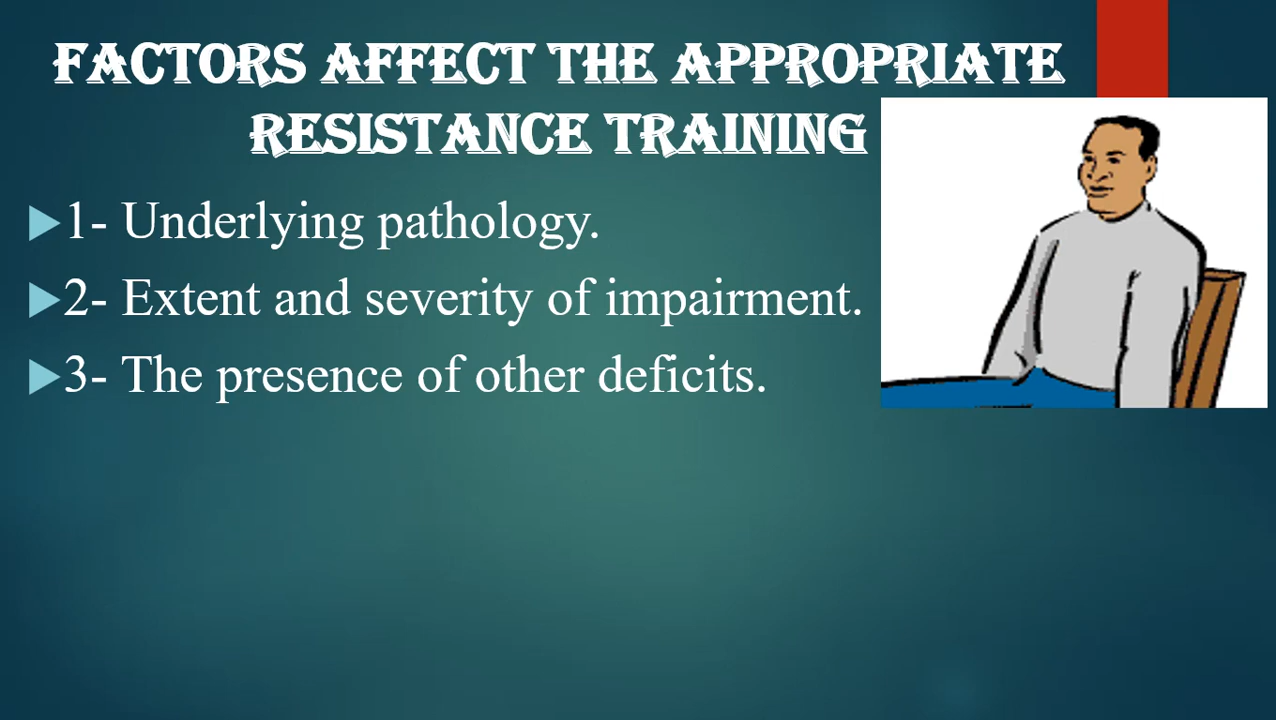 FACTORS AFFECT THE APPROPRIATE
RESISTANCE TRAINING
1- Underlying pathology.
2- Extent and severity of impairment.
3- The presence of other deficits.